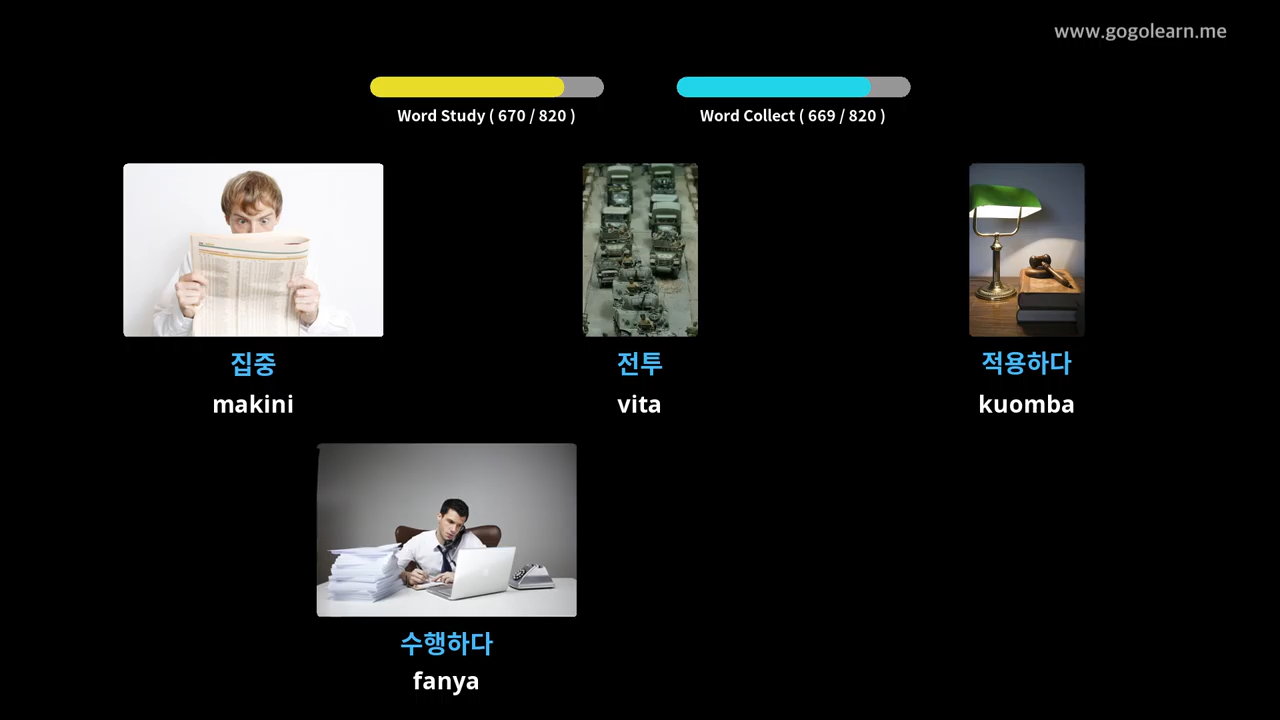 www.gogolearn.me
Word Study ( 670 / 820 )
Word Collect ( 669 / 820 )
집중
makini
전투
vita
적용하다
kuomba
수행하다
fanya